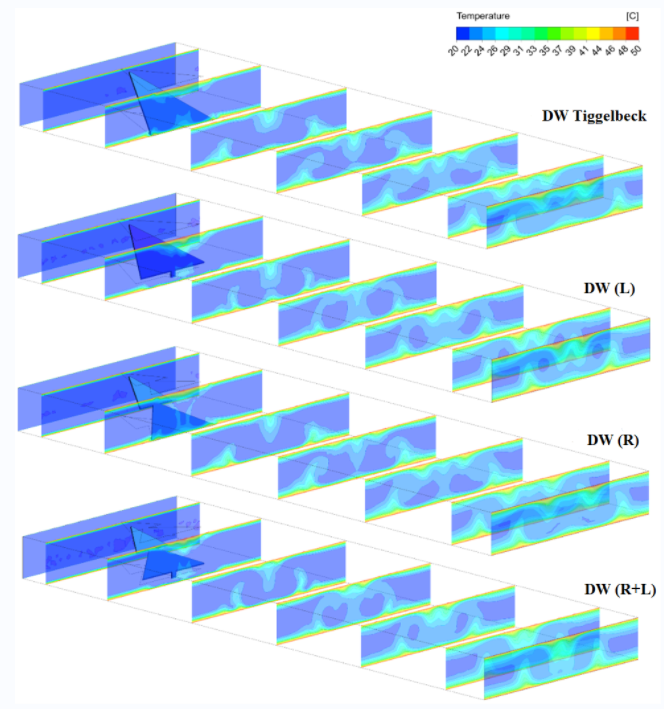 Temperature [C]
20 22 24 26 29 31 33 35 37 39 41 44 46 48 50
DW Tiggelbeck
DW (L)
DW (R)
DW (R+L)